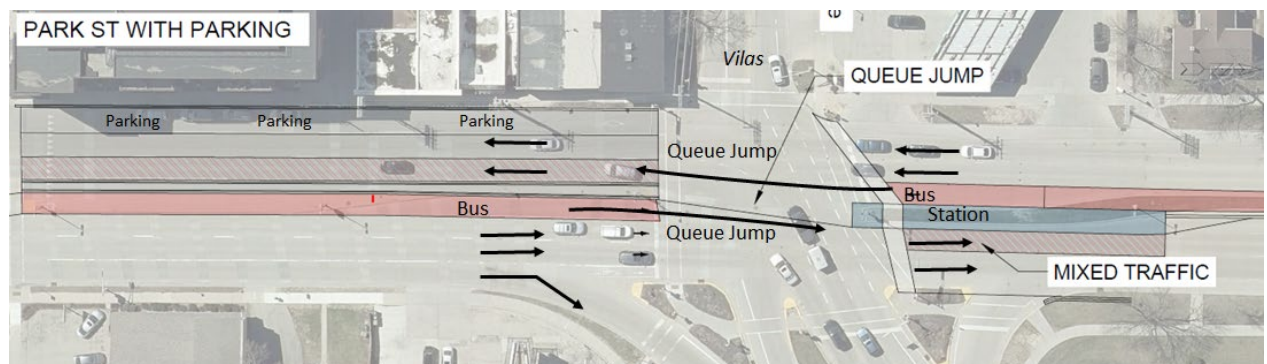 PARK ST WITH PARKING
Vilas
QUEUE JUMP
Parking Parking Parking
Queue Jump
Bus
Bus
Station
Queue Jump
MIXED TRAFFIC